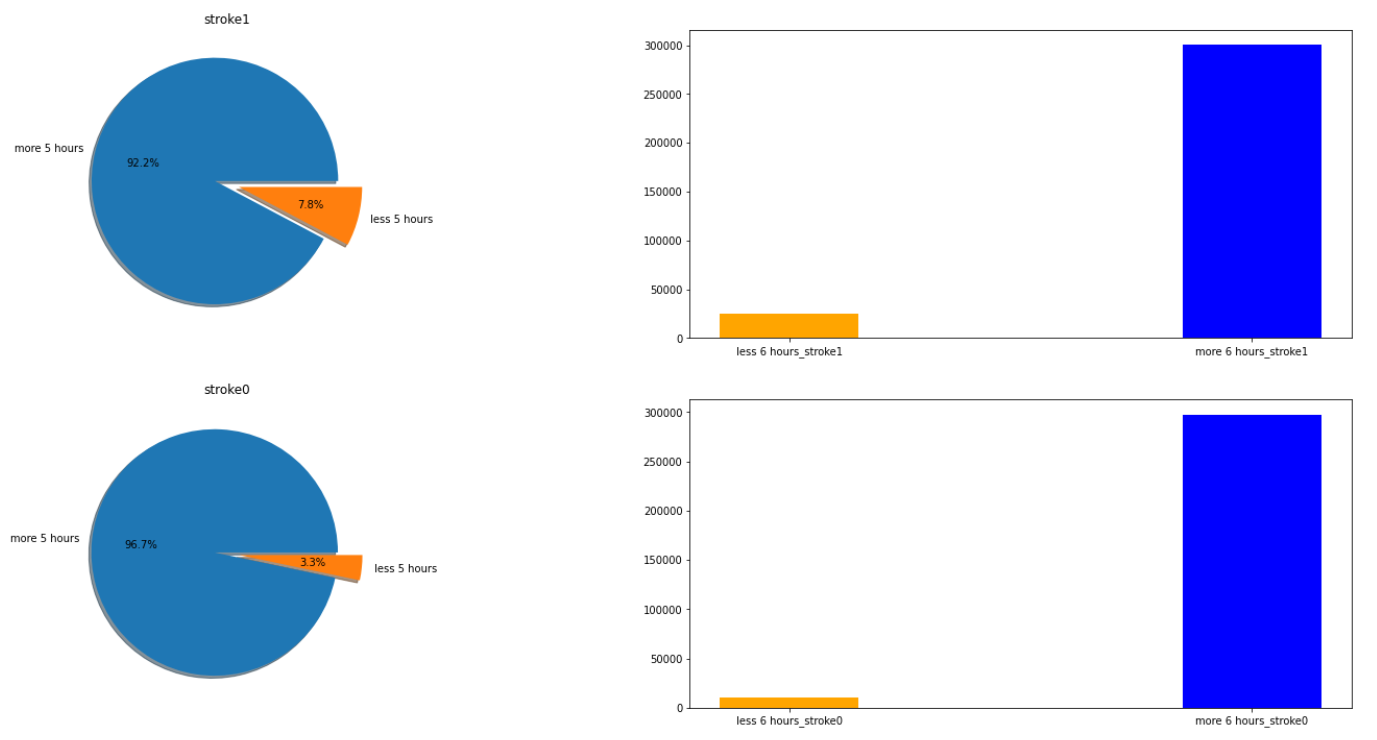 stroke1
more 5 hours
92.2%
7.8%
less 5 hours
300000
250000
200000
150000
100000
50000
0
less 6 hours_stroke1
more 6 hours_stroke1
stroke0
more 5 hours
96.7%
3.3%
less 5 hours
300000
250000
200000
150000
100000
50000
0
less 6 hours_stroke0
more 6 hours_stroke0